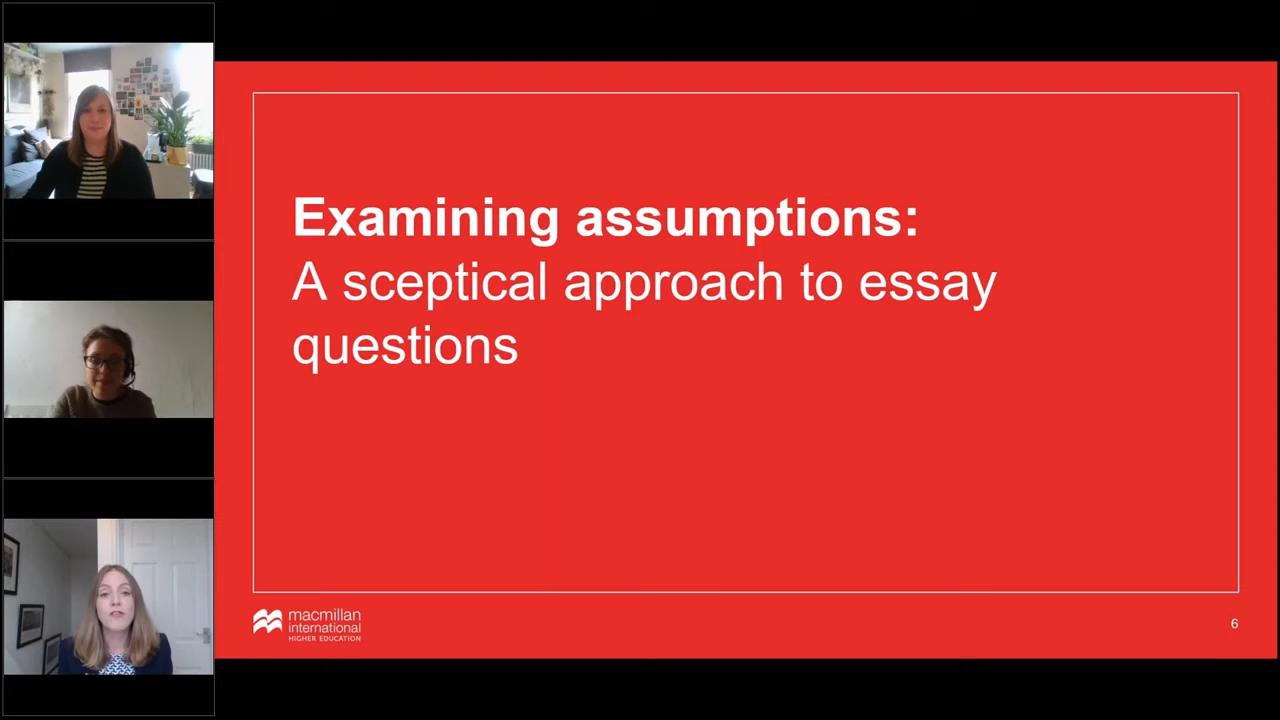 Examining assumptions:
A sceptical approach to essay
questions
macmillan
international
HIGHER EDUCATION
6